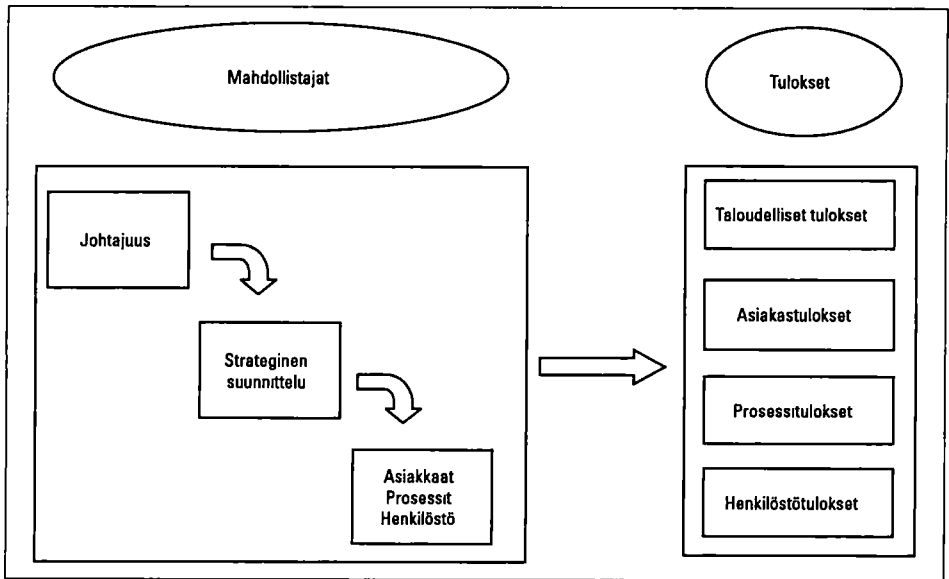 Mahdollistajat
Tulokset
Johtajuus
Strateginen
suunnittelu
Asiakkaat
Prosessit
Henkilöstö
Taloudelliset tulokset
Asiakastulokset
Prosessitulokset
Henkilöstötulokset